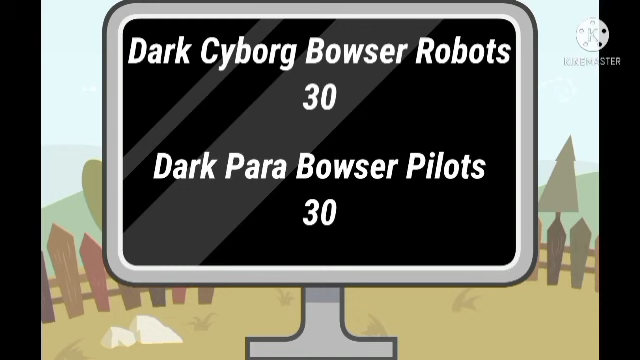 Dark Cyborg Bowser Robots
30
Dark Para Bowser Pilots
30
KINEMASTER